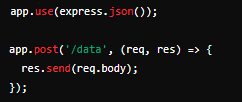 app.use(express.json());
app.post('/data', (req, res) => {
  res.send(req.body);
});